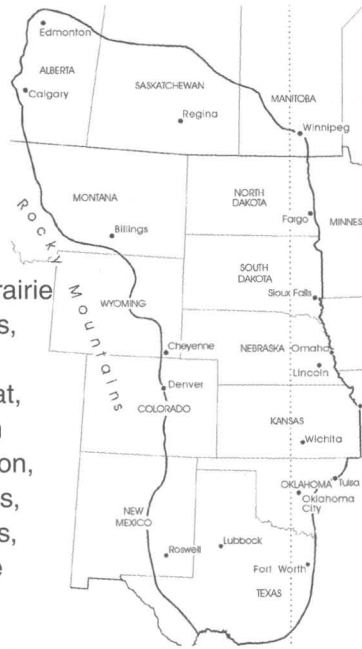 Edmonton
ALBERTA
Calgary
SASKATCHEWAN
Regina
MANITOBA
Winnipeg
MONTANA
Billings
NORTH
DAKOTA
Fargo
MINNES
Rocky
Mountains
SOUTH
DAKOTA
Sioux Falls
rairie
s,
at,
on,
s,
s,
e
WYOMING
Cheyenne
NEBRASKA
Omaha
Lincoln
Denver
COLORADO
KANSAS
Wichita
OKLAHOMA
Tulsa
Oklahoma
City
NEW
MEXICO
Roswell
Lubbock
Fort Worth
TEXAS